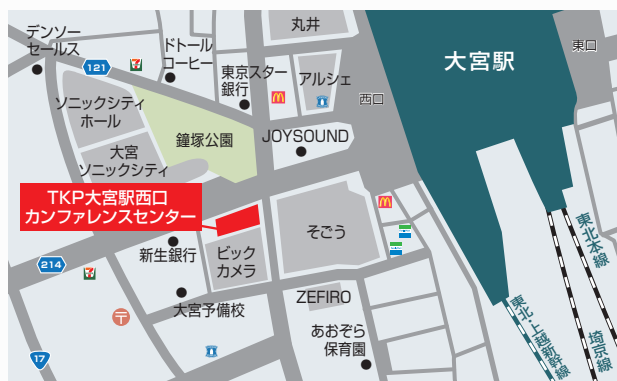 デンソー
セールス
121
ドトール
コーヒー
丸井
大宮駅
東口
東京スター
銀行
アルシェ
西口
ソニックシティ
ホール
鐘塚公園
JOYSOUND
大宮
ソニックシティ
TKP大宮駅西口
カンファレンスセンター
そごう
新生銀行
ビック
カメラ
214
大宮予備校
ZEFIRO
あおぞら
保育園
17
東北本線
埼京線
東北・上越新幹線